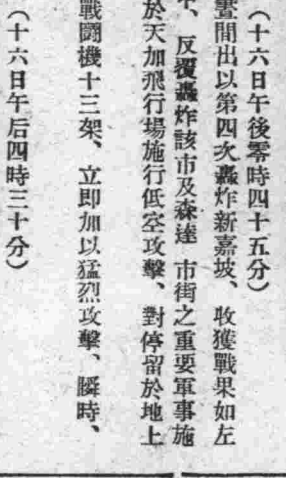 （十六日午後零時四十五分）
晝間出以第四次轟炸新嘉坡、收獲戰果如左
反覆轟炸該市及森達 市街之重要軍事施
於天加飛行場施行低空攻擊、對停留於地上
戰鬪機十三架、立即加以猛烈攻擊、瞬時、
（十六日午后四時三十分）